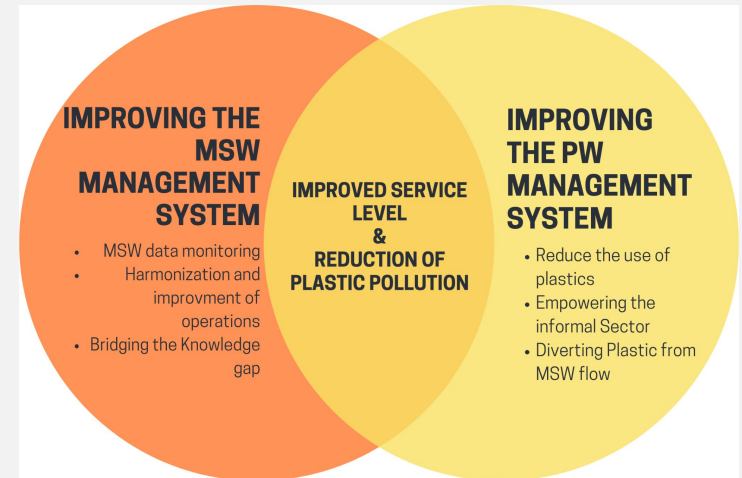 IMPROVING THE
MSW
MANAGEMENT
SYSTEM
• MSW data monitoring
• Harmonization and
improvment of
operations
• Bridging the Knowledge
gap
IMPROVED SERVICE
LEVEL
&
REDUCTION OF
PLASTIC POLLUTION
IMPROVING
THE PW
MANAGEMENT
SYSTEM
• Reduce the use of
plastics
• Empowering the
informal Sector
• Diverting Plastic from
MSW flow